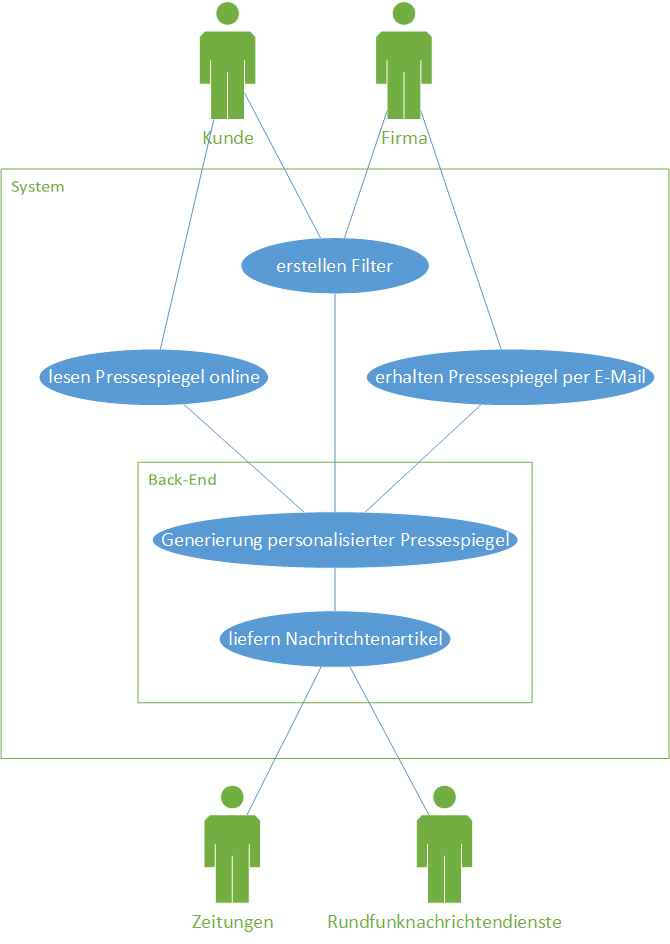 Kunde
Firma
System
erstellen Filter
lesen Pressespiegel online
erhalten Pressespiegel per E-Mail
Back-End
Generierung personalisierter Pressespiegel
liefern Nachritchtenartikel
Zeitungen
Rundfunknachrichtendienste